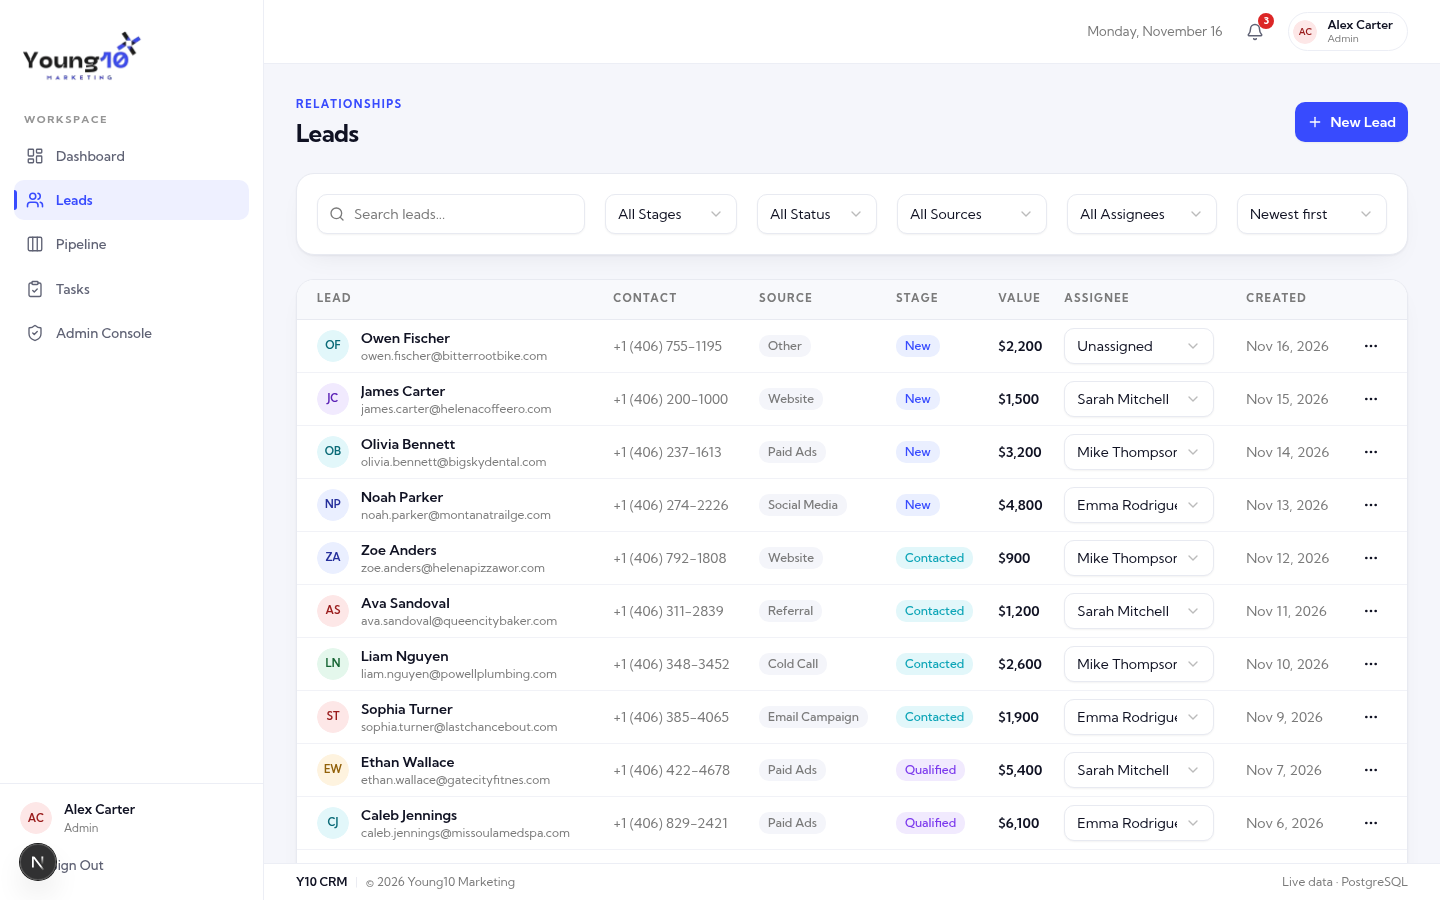 Young10
MARKETING
WORKSPACE
Dashboard
Leads
Pipeline
Tasks
Admin Console
AC Alex Carter
Admin
N ign Out
Monday, November 16 3 AC Alex Carter
Admin
RELATIONSHIPS
Leads
+ New Lead
Search leads... All Stages All Status All Sources All Assignees Newest first
LEAD CONTACT SOURCE STAGE VALUE ASSIGNEE CREATED
OF Owen Fischer +1 (406) 755-1195 Other New $2,200 Unassigned Nov 16, 2026 ...
owen.fischer@bitterrootbike.com
JC James Carter +1 (406) 200-1000 Website New $1,500 Sarah Mitchell Nov 15, 2026 ...
james.carter@helenacoffeero.com
OB Olivia Bennett +1 (406) 237-1613 Paid Ads New $3,200 Mike Thompsor Nov 14, 2026 ...
olivia.bennett@bigskydental.com
NP Noah Parker +1 (406) 274-2226 Social Media New $4,800 Emma Rodrigue Nov 13, 2026 ...
noah.parker@montanatrailge.com
ZA Zoe Anders +1 (406) 792-1808 Website Contacted $900 Mike Thompsor Nov 12, 2026 ...
zoe.anders@helenapizzawor.com
AS Ava Sandoval +1 (406) 311-2839 Referral Contacted $1,200 Sarah Mitchell Nov 11, 2026 ...
ava.sandoval@queencitybaker.com
LN Liam Nguyen +1 (406) 348-3452 Cold Call Contacted $2,600 Mike Thompsor Nov 10, 2026 ...
liam.nguyen@powellplumbing.com
ST Sophia Turner +1 (406) 385-4065 Email Campaign Contacted $1,900 Emma Rodrigue Nov 9, 2026 ...
sophia.turner@lastchancebout.com
EW Ethan Wallace +1 (406) 422-4678 Paid Ads Qualified $5,400 Sarah Mitchell Nov 7, 2026 ...
ethan.wallace@gatecityfitnes.com
CJ Caleb Jennings +1 (406) 829-2421 Paid Ads Qualified $6,100 Emma Rodrigue Nov 6, 2026 ...
caleb.jennings@missoulamedspa.com
Y10 CRM © 2026 Young10 Marketing Live data · PostgreSQL